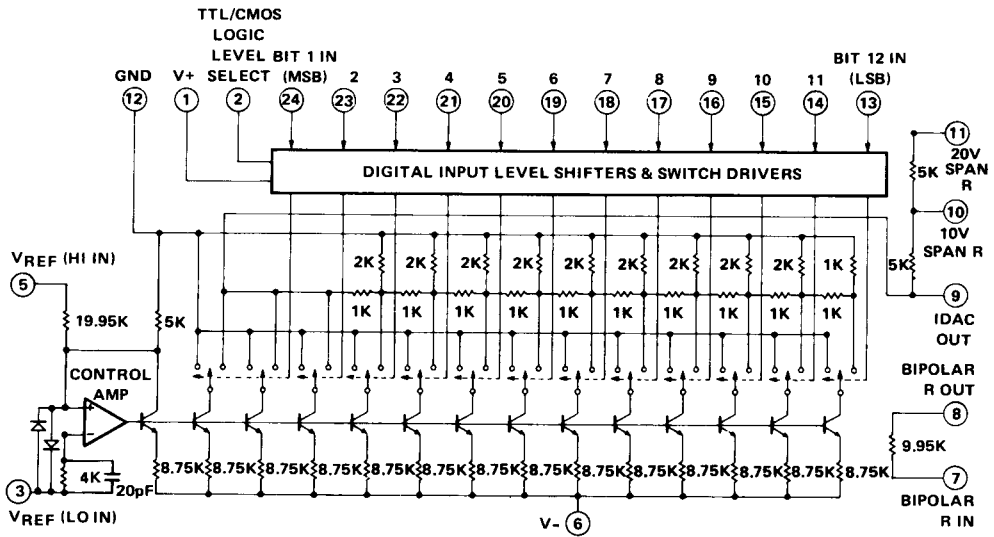 TTL/CMOS
LOGIC
LEVEL
SELECT
GND
V+
BIT 1 IN
(MSB)
2
3
4
5
6
7
8
9
10
11
BIT 12 IN
(LSB)
12
1
2
24
23
22
21
20
19
18
17
16
15
14
13
DIGITAL INPUT LEVEL SHIFTERS & SWITCH DRIVERS
11
20V
SPAN
R
5K
10
10V
SPAN R
5K
9
IDAC
OUT
VREF (HI IN)
5
19.95K
5K
2K 2K 2K 2K 2K 2K 2K 2K 1K
1K 1K 1K 1K 1K 1K 1K 1K 1K
CONTROL
AMP
+
−
4K
20pF
3
VREF (LO IN)
8.75K 8.75K 8.75K 8.75K 8.75K 8.75K 8.75K 8.75K 8.75K 8.75K 8.75K 8.75K 8.75K
V- 6
BIPOLAR
R OUT
8
9.95K
7
BIPOLAR
R IN